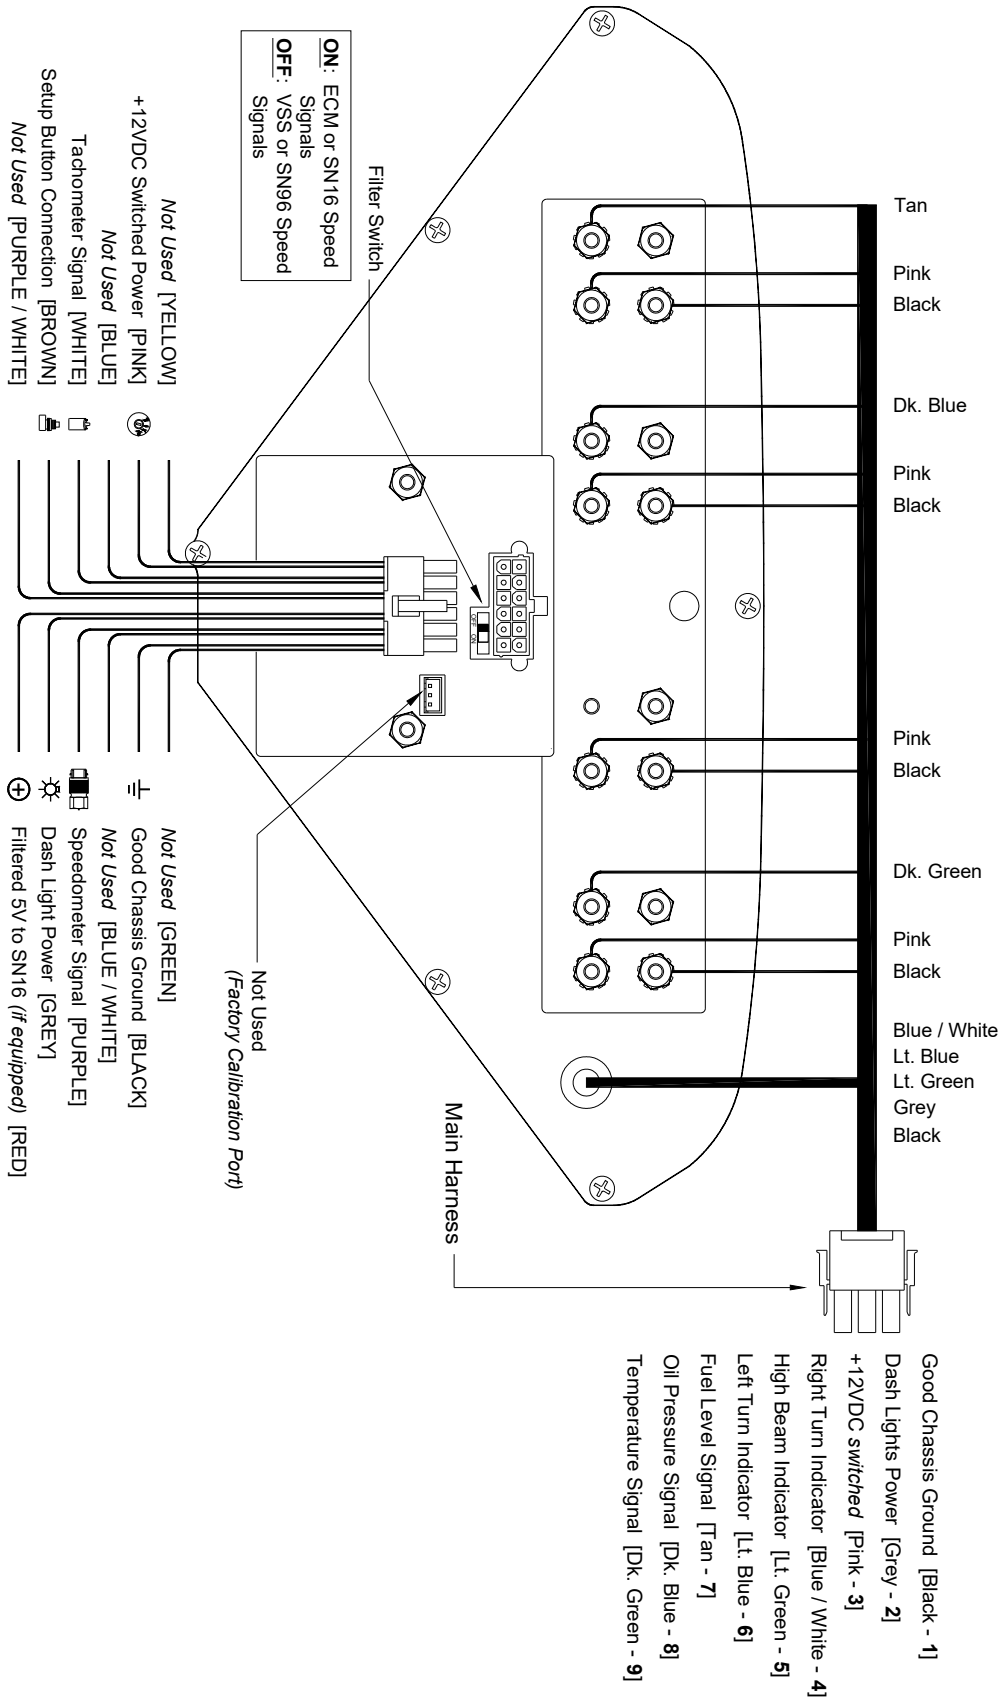 Tan
Pink
Black
Dk. Blue
Pink
Black
Pink
Black
Dk. Green
Pink
Black
Blue / White
Lt. Blue
Lt. Green
Grey
Black
Good Chassis Ground [Black - 1]
Dash Lights Power [Grey - 2]
+12VDC switched [Pink - 3]
Right Turn Indicator [Blue / White - 4]
High Beam Indicator [Lt. Green - 5]
Left Turn Indicator [Lt. Blue - 6]
Fuel Level Signal [Tan - 7]
Oil Pressure Signal [Dk. Blue - 8]
Temperature Signal [Dk. Green - 9]
Main Harness
Filter Switch
ON: ECM or SN16 Speed
Signals
OFF: VSS or SN96 Speed
Signals
OFF ON
Not Used
(Factory Calibration Port)
Not Used [YELLOW]
+12VDC Switched Power [PINK]
Not Used [BLUE]
Tachometer Signal [WHITE]
Setup Button Connection [BROWN]
Not Used [PURPLE / WHITE]
Not Used [GREEN]
Good Chassis Ground [BLACK]
Not Used [BLUE / WHITE]
Speedometer Signal [PURPLE]
Dash Light Power [GREY]
Filtered 5V to SN16 (if equipped) [RED]